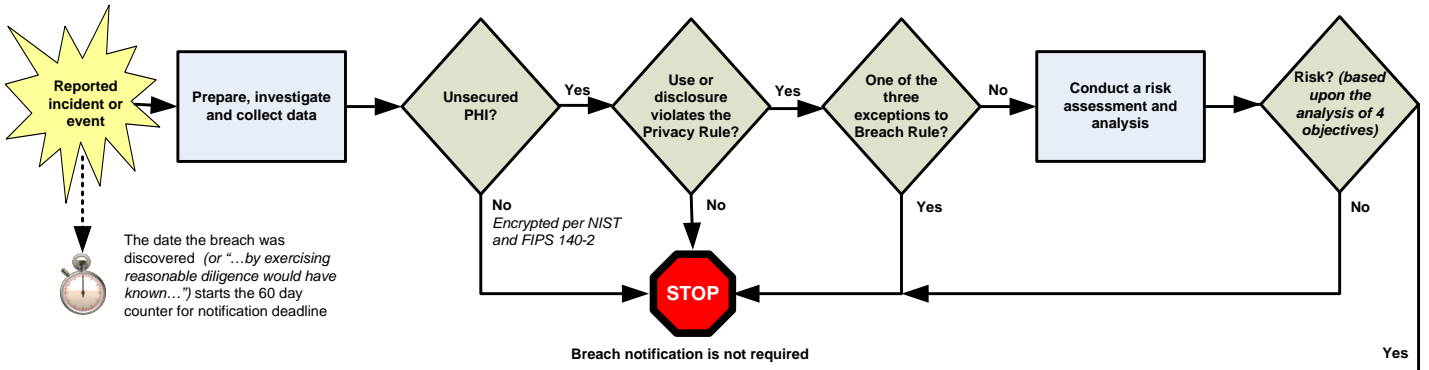 Reported
incident or
event
Prepare, investigate
and collect data
Unsecured
PHI?
Yes
Use or
disclosure
violates the
Privacy Rule?
Yes
One of the
three
exceptions to
Breach Rule?
No
Conduct a risk
assessment and
analysis
Risk? (based
upon the
analysis of 4
objectives)
No
Encrypted per NIST
and FIPS 140-2
No
Yes
No
The date the breach was
discovered (or “…by exercising
reasonable diligence would have
known…”) starts the 60 day
counter for notification deadline
STOP
Breach notification is not required
Yes